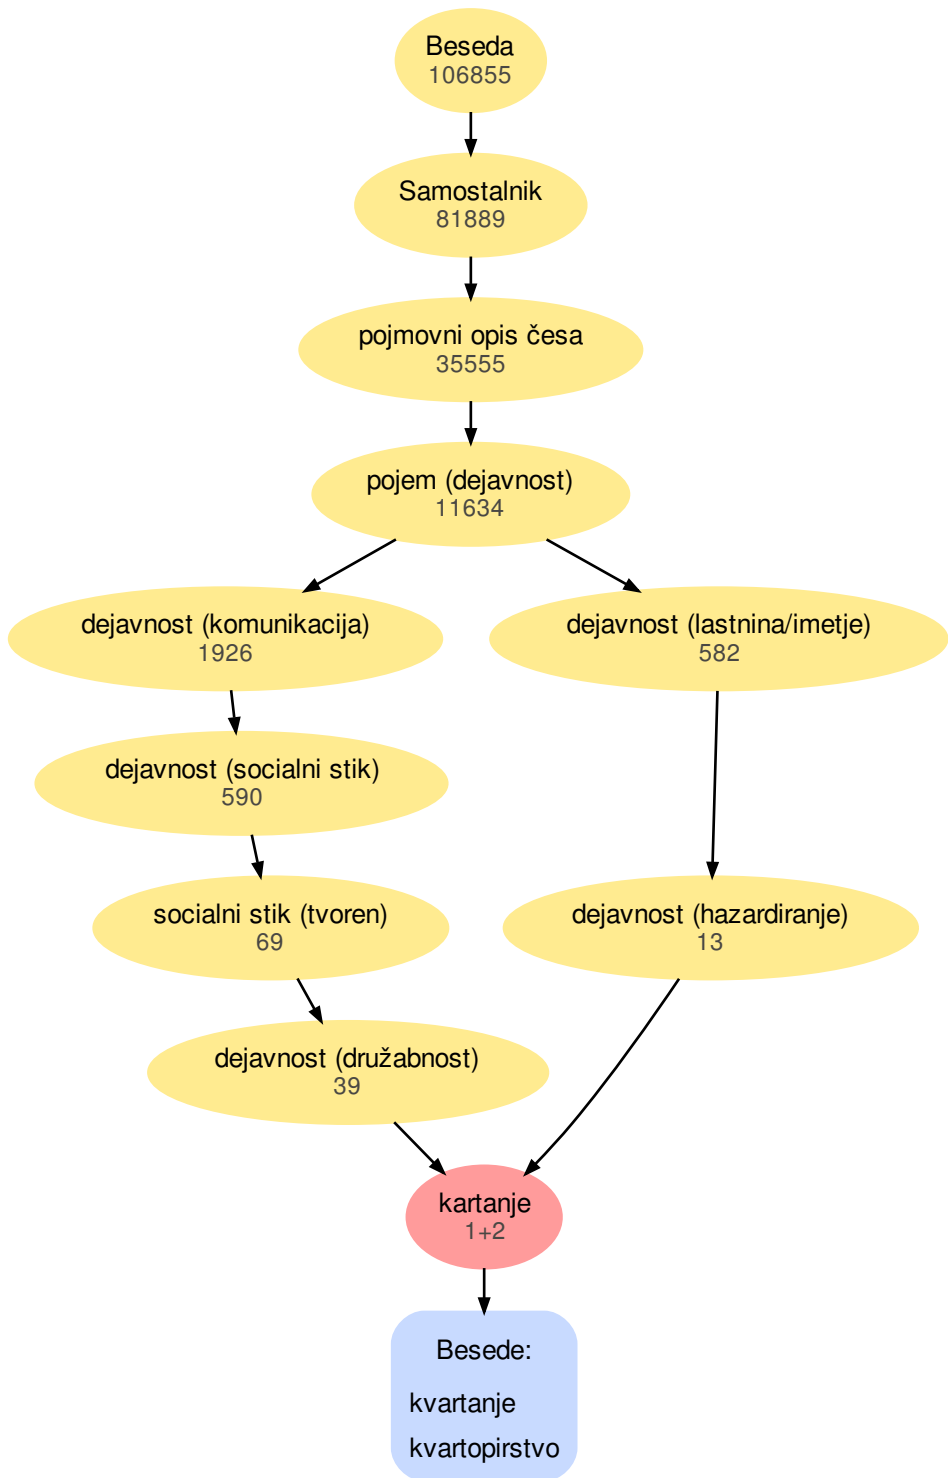 Beseda
106855
Samostalnik
81889
pojmovni opis česa
35555
pojem (dejavnost)
11634
dejavnost (komunikacija)
1926
dejavnost (lastnina/imetje)
582
dejavnost (socialni stik)
590
socialni stik (tvoren)
69
dejavnost (hazardiranje)
13
dejavnost (družabnost)
39
kartanje
1+2
Besede:
kvartanje
kvartopirstvo